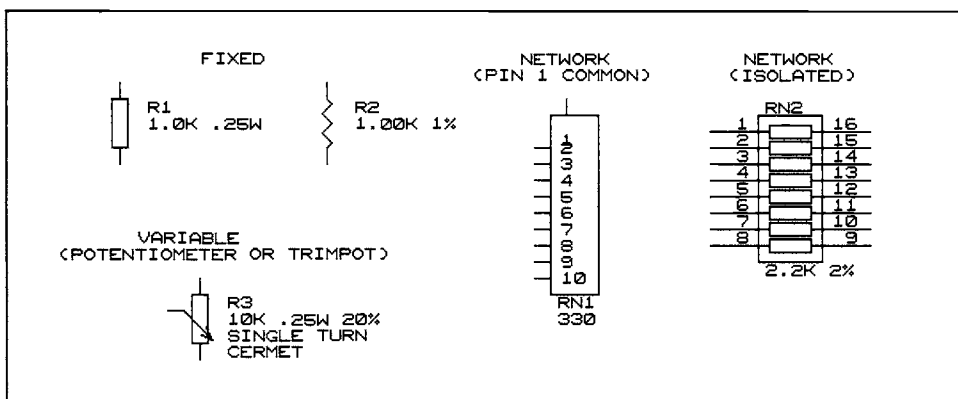 FIXED
R1
1.0K .25W
R2
1.00K 1%
VARIABLE
(POTENTIOMETER OR TRIMPOT)
R3
10K .25W 20%
SINGLE TURN
CERMET
NETWORK
(PIN 1 COMMON)
1
2
3
4
5
6
7
8
9
10
RN1
330
NETWORK
(ISOLATED)
RN2
1 16
2 15
3 14
4 13
5 12
6 11
7 10
8 9
2.2K 2%